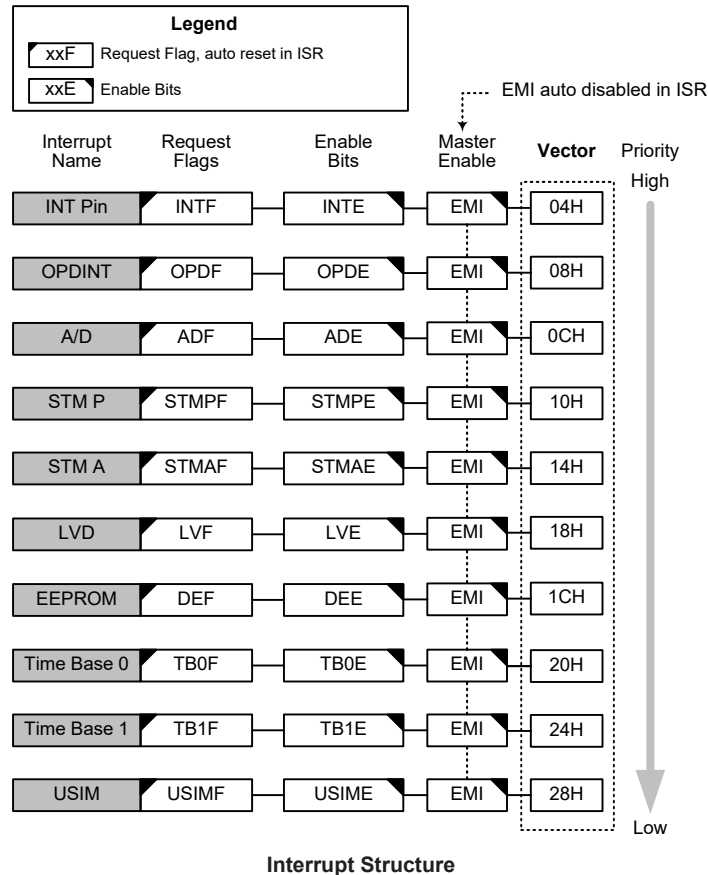 Legend
xxF Request Flag, auto reset in ISR
xxE Enable Bits
EMI auto disabled in ISR
Interrupt Name
Request Flags
Enable Bits
Master Enable
Vector
Priority
High
INT Pin INTF INTE EMI 04H
OPDINT OPDF OPDE EMI 08H
A/D ADF ADE EMI 0CH
STM P STMPF STMPE EMI 10H
STM A STMAF STMAE EMI 14H
LVD LVF LVE EMI 18H
EEPROM DEF DEE EMI 1CH
Time Base 0 TB0F TB0E EMI 20H
Time Base 1 TB1F TB1E EMI 24H
USIM USIMF USIME EMI 28H
Low
Interrupt Structure